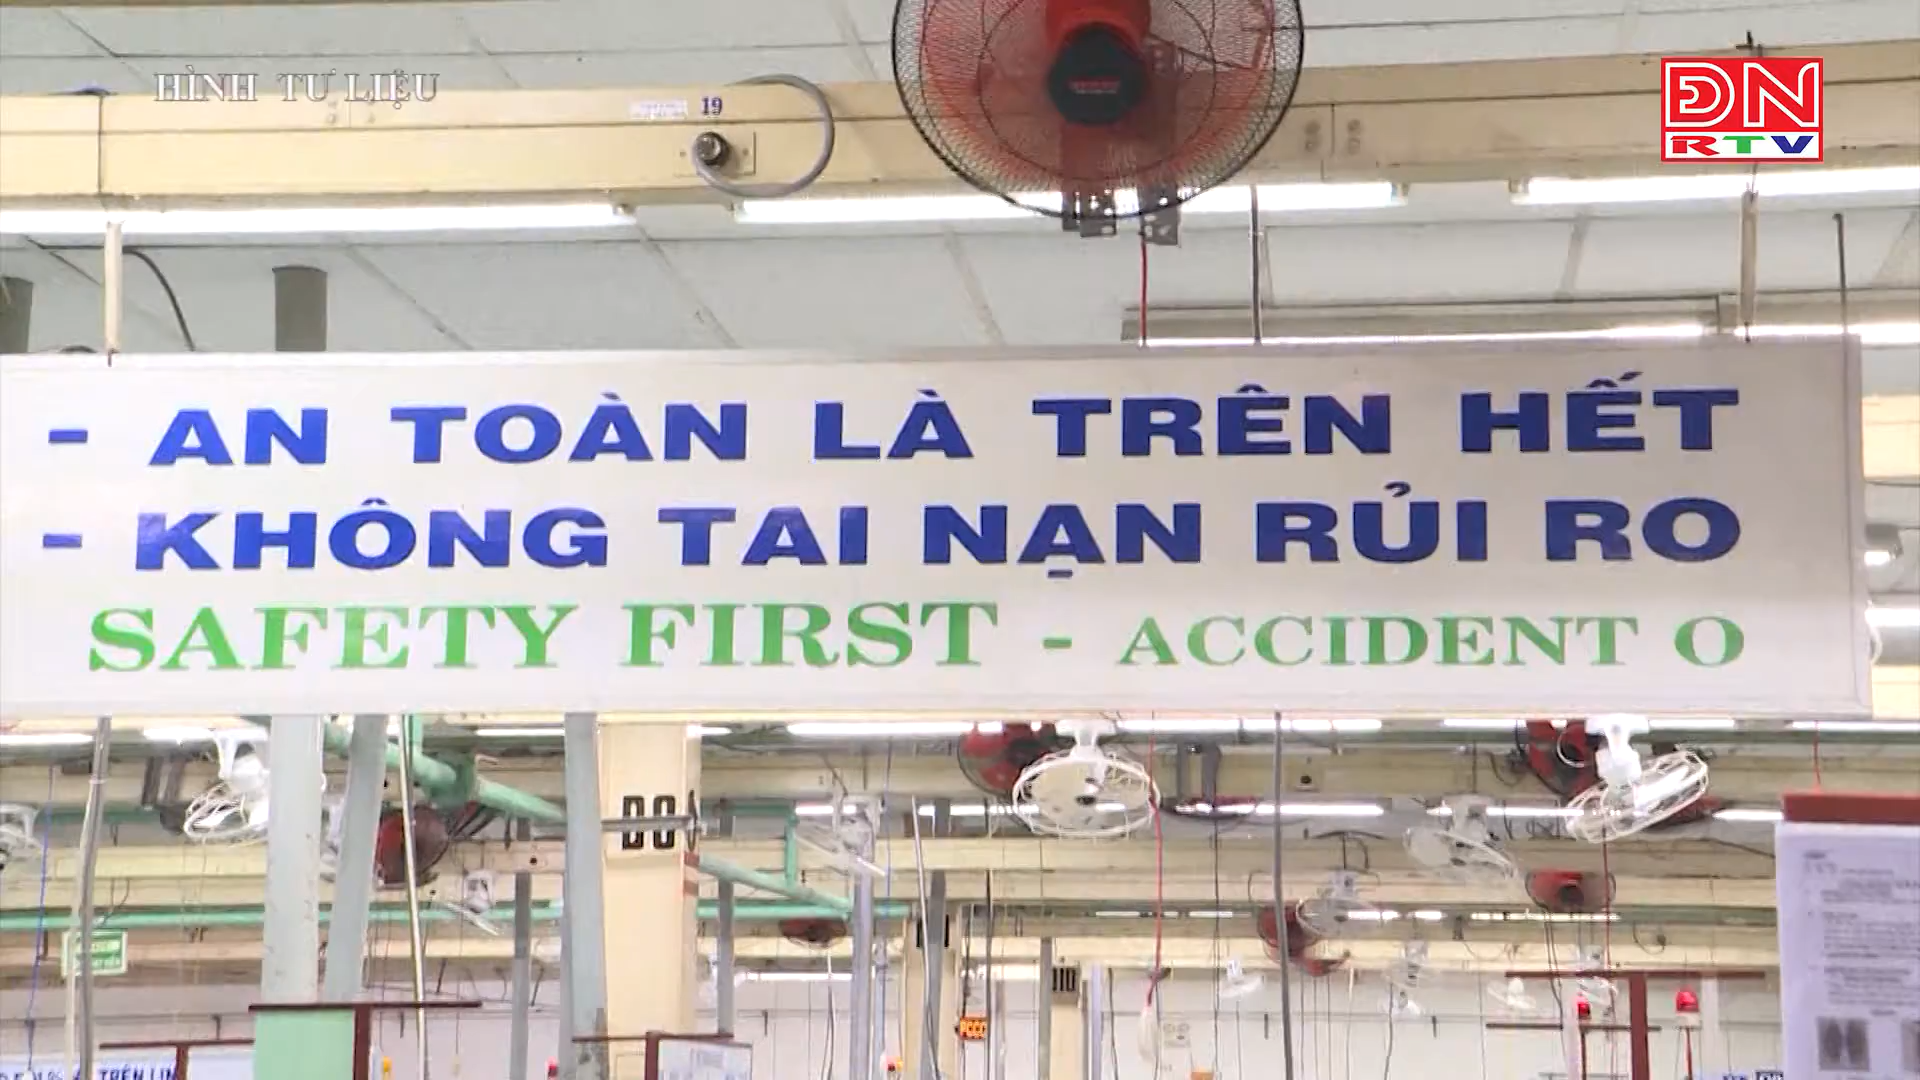 HÌNH TƯ LIỆU
ĐN
RTV
19
- AN TOÀN LÀ TRÊN HẾT
- KHÔNG TAI NẠN RỦI RO
SAFETY FIRST - ACCIDENT O
PCCC